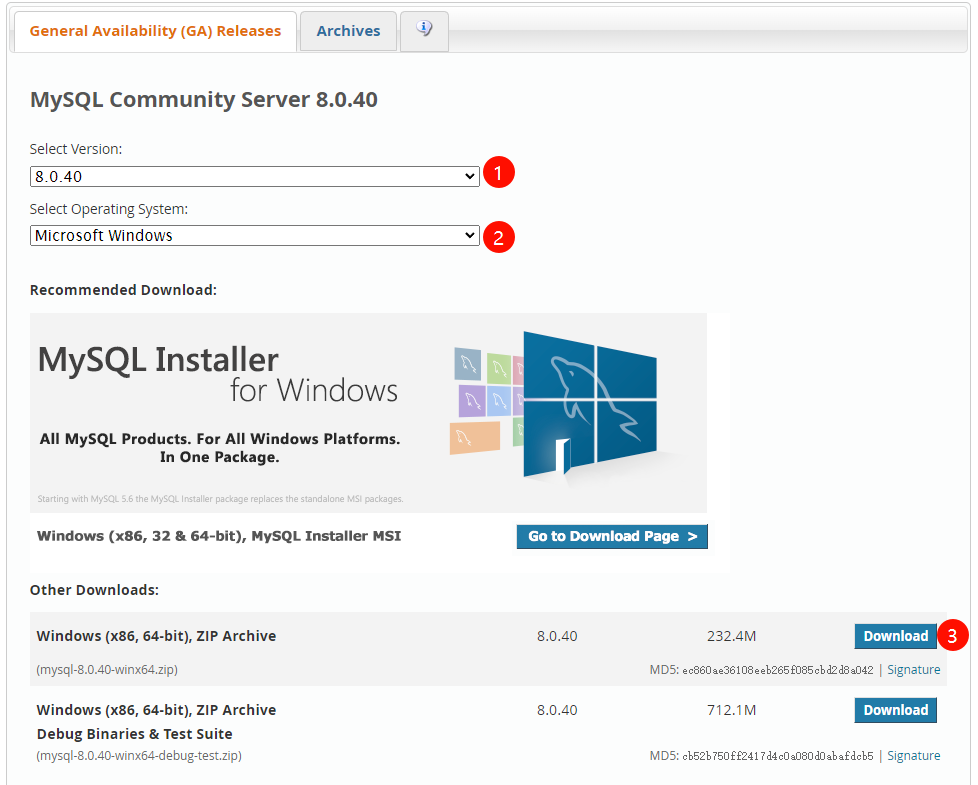 General Availability (GA) Releases
Archives
MySQL Community Server 8.0.40
Select Version:
8.0.40
1
Select Operating System:
Microsoft Windows
2
Recommended Download:
MySQL Installer
for Windows
All MySQL Products. For All Windows Platforms.
In One Package.
Starting with MySQL 5.6 the MySQL Installer package replaces the standalone MSI packages.
Windows (x86, 32 & 64-bit), MySQL Installer MSI
Go to Download Page >
Other Downloads:
Windows (x86, 64-bit), ZIP Archive
8.0.40
232.4M
Download
3
(mysql-8.0.40-winx64.zip)
MD5: ec860ae36108eeb265f085cbd2d8a042 | Signature
Windows (x86, 64-bit), ZIP Archive
8.0.40
712.1M
Download
Debug Binaries & Test Suite
(mysql-8.0.40-winx64-debug-test.zip)
MD5: cb52b750ff2417d4c0a080d0abafdcb5 | Signature